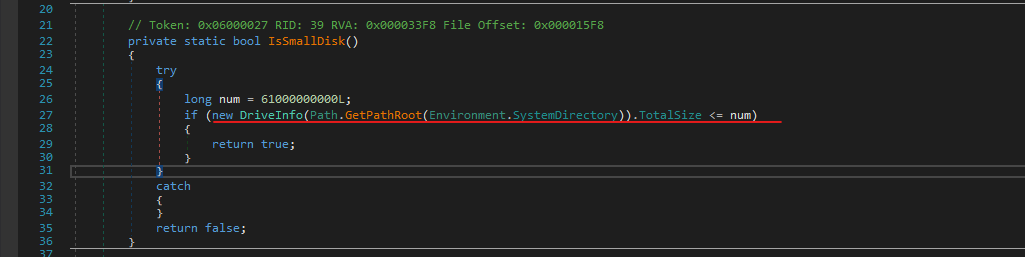 20
21 // Token: 0x06000027 RID: 39 RVA: 0x000033F8 File Offset: 0x000015F8
22 private static bool IsSmallDisk()
23 {
24 try
25 {
26 long num = 61000000000L;
27 if (new DriveInfo(Path.GetPathRoot(Environment.SystemDirectory)).TotalSize <= num)
28 {
29 return true;
30 }
31 }
32 catch
33 {
34 }
35 return false;
36 }
37